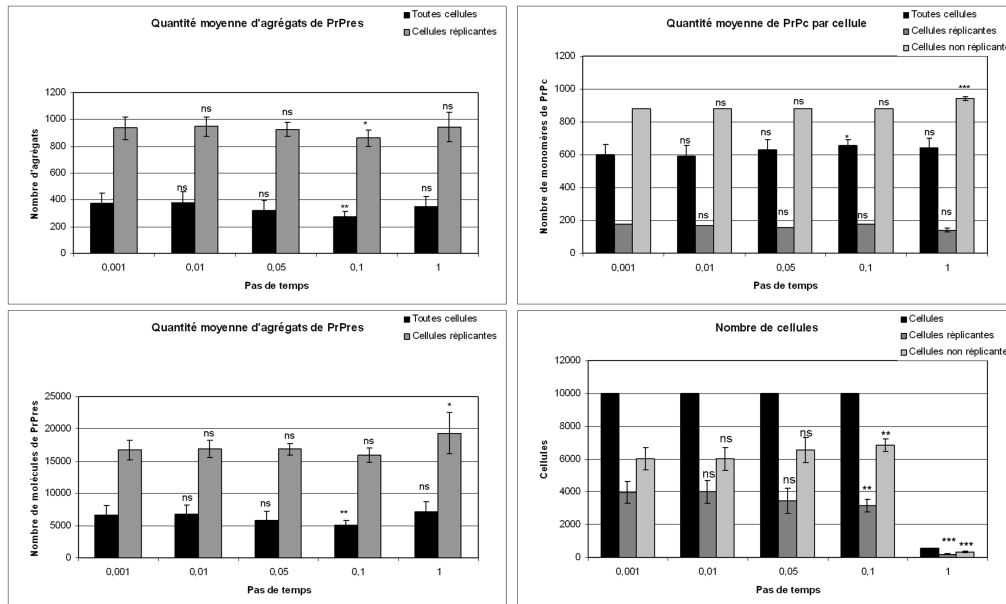 Quantité moyenne d'agrégats de PrPres
Toutes cellules
Cellules réplicantes
Nombre d'agrégats
1200
1000
800
600
400
200
0
ns
ns
ns
ns
ns
*
**
ns
ns
0,001
0,01
0,05
0,1
1
Pas de temps
Quantité moyenne de PrPc par cellule
Toutes cellules
Cellules réplicantes
Cellules non réplicante
Nombre de monomères de PrPc
1200
1000
800
600
400
200
0
ns
ns
ns
ns
ns
ns
*
ns
ns
ns
ns
***
0,001
0,01
0,05
0,1
1
Pas de temps
Quantité moyenne d'agrégats de PrPres
Toutes cellules
Cellules réplicantes
Nombre de molécules de PrPres
25000
20000
15000
10000
5000
0
ns
ns
ns
ns
**
ns
ns
*
0,001
0,01
0,05
0,1
1
Pas de temps
Nombre de cellules
Cellules
Cellules réplicantes
Cellules non réplicante
Cellules
12000
10000
8000
6000
4000
2000
0
ns
ns
ns
ns
**
**
***
***
0,001
0,01
0,05
0,1
1
Pas de temps